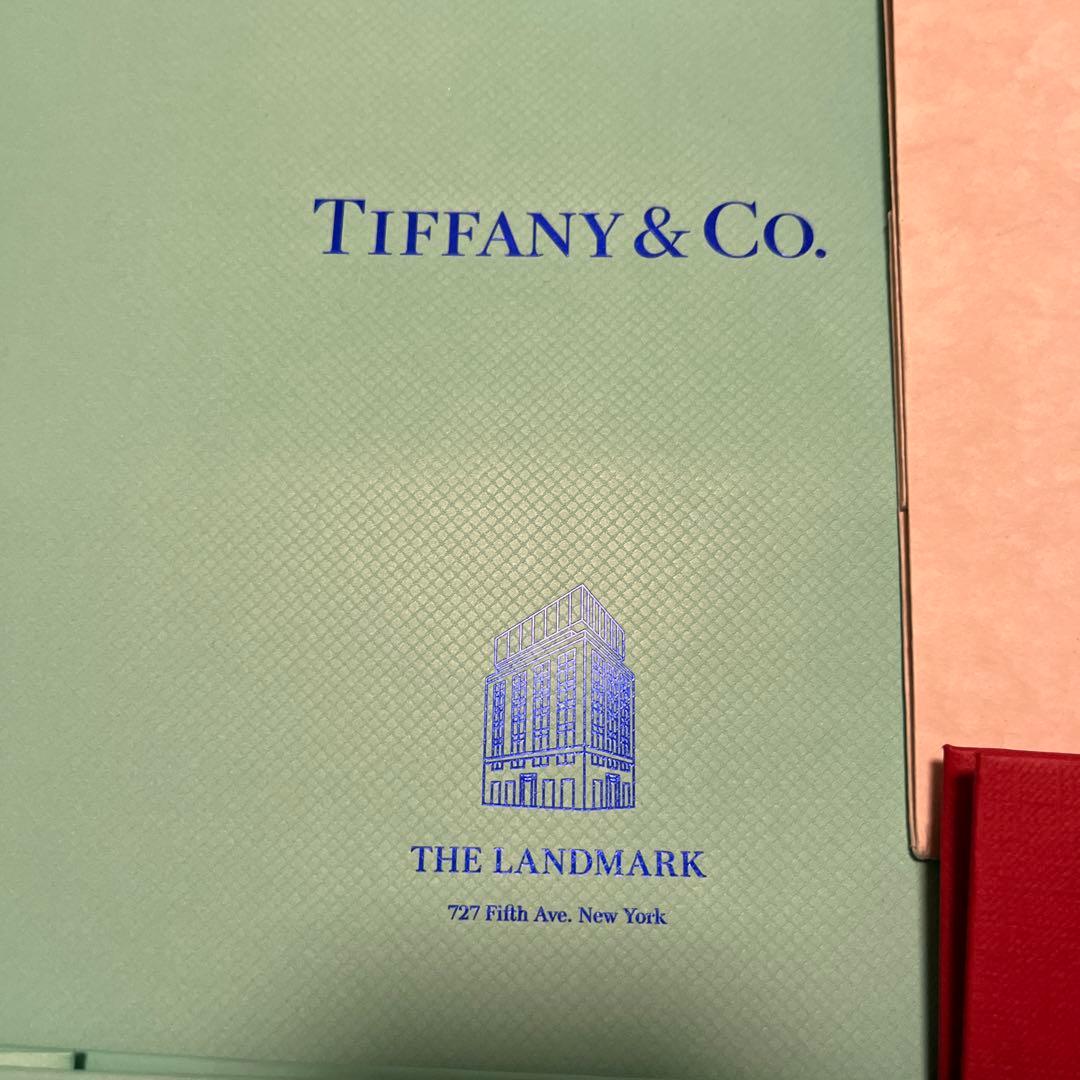 TIFFANY & CO.
THE LANDMARK
727 Fifth Ave. New York